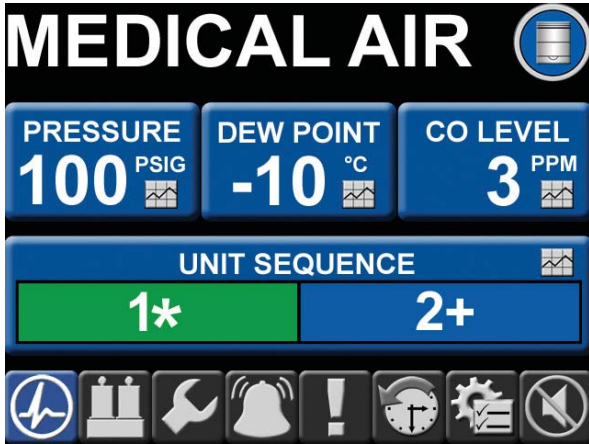 MEDICAL AIR
PRESSURE
100 PSIG
DEW POINT
-10 °C
CO LEVEL
3 PPM
UNIT SEQUENCE
1* 2+